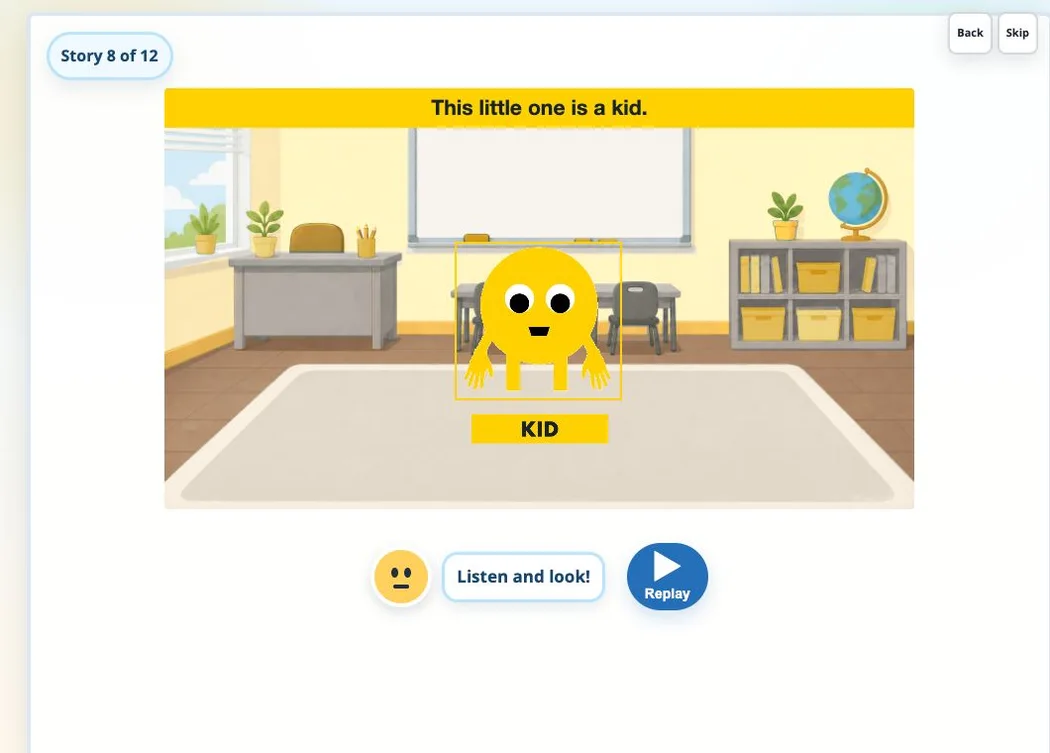 Back
Skip
Story 8 of 12
This little one is a kid.
KID
Listen and look!
Replay